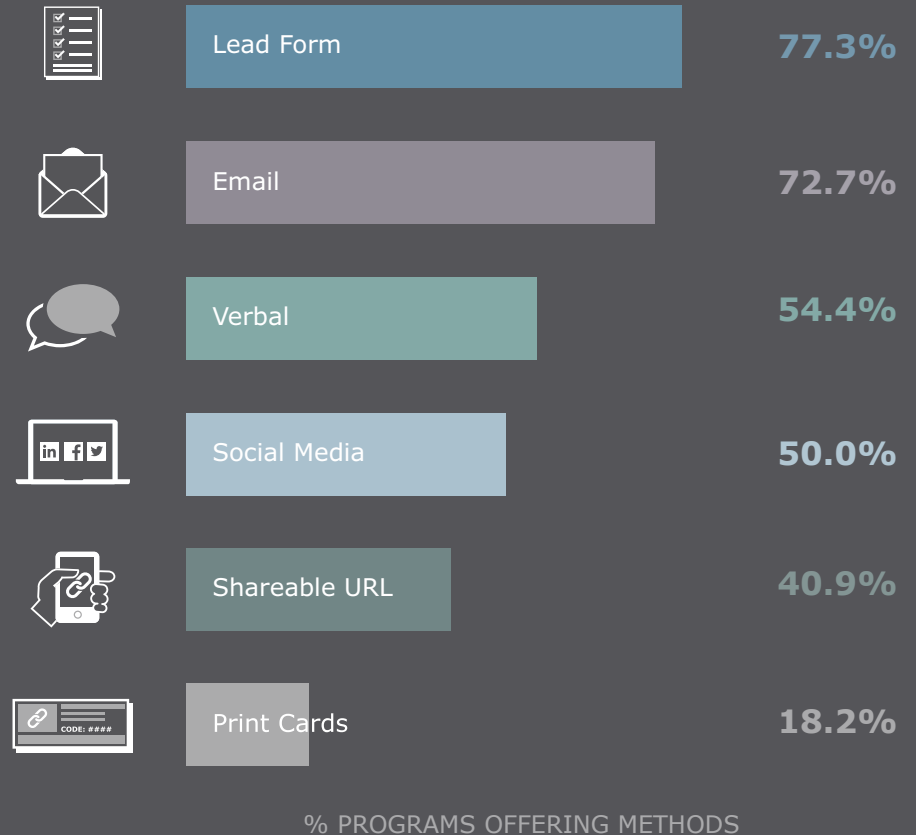 Lead Form
77.3%
Email
72.7%
Verbal
54.4%
in f
Social Media
50.0%
Shareable URL
40.9%
CODE: ####
Print Cards
18.2%
% PROGRAMS OFFERING METHODS